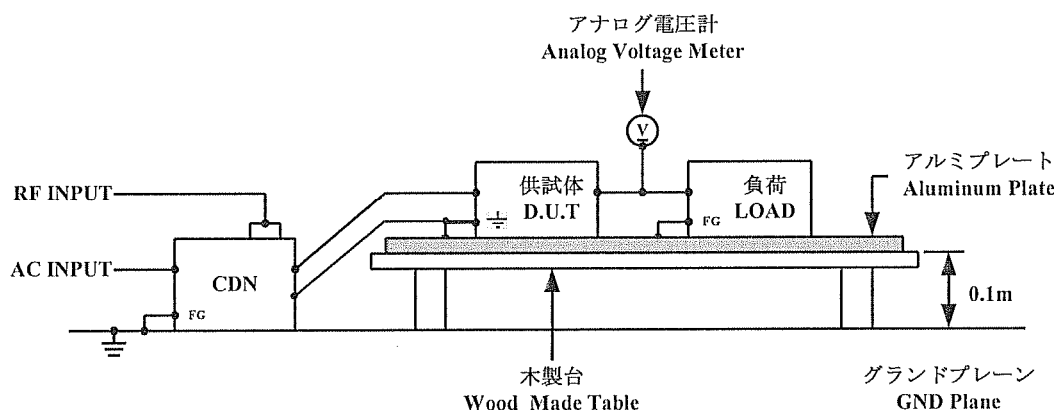 アナログ電圧計
Analog Voltage Meter
V
供試体
D.U.T
負荷
LOAD
FG
アルミプレート
Aluminum Plate
RF INPUT
AC INPUT
CDN
FG
0.1m
木製台
Wood Made Table
グランドプレーン
GND Plane